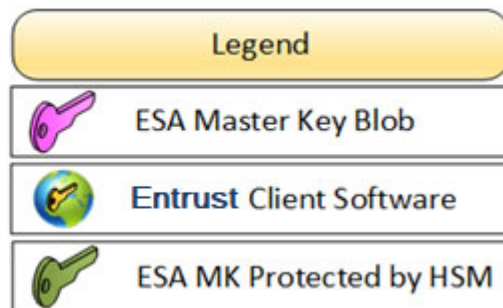 Legend
ESA Master Key Blob
Entrust Client Software
ESA MK Protected by HSM